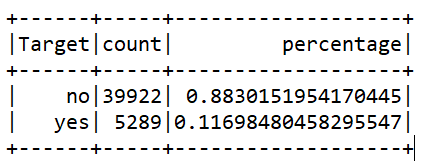 +------+-----+-------------------+
|Target|count|         percentage|
+------+-----+-------------------+
|    no|39922| 0.8830151954170445|
|   yes| 5289|0.11698480458295547|
+------+-----+-------------------+